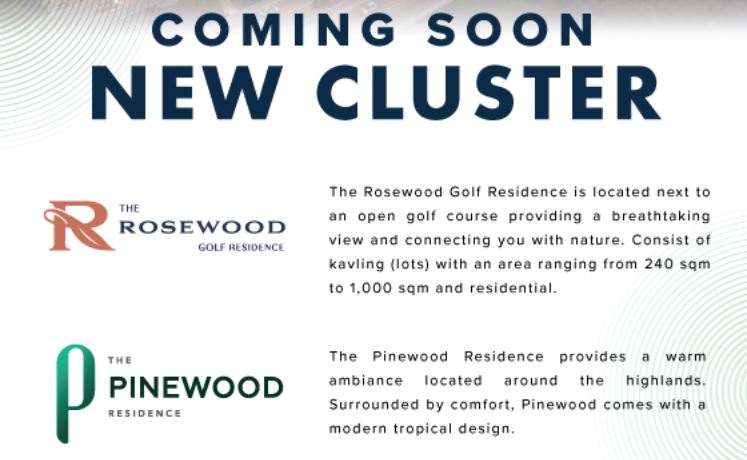 COMING SOON
NEW CLUSTER
THE
ROSEWOOD
GOLF RESIDENCE
The Rosewood Golf Residence is located next to
an open golf course providing a breathtaking
view and connecting you with nature. Consist of
kavling (lots) with an area ranging from 240 sqm
to 1,000 sqm and residential.
THE
PINEWOOD
RESIDENCE
The Pinewood Residence provides a warm
ambiance located around the highlands.
Surrounded by comfort, Pinewood comes with a
modern tropical design.